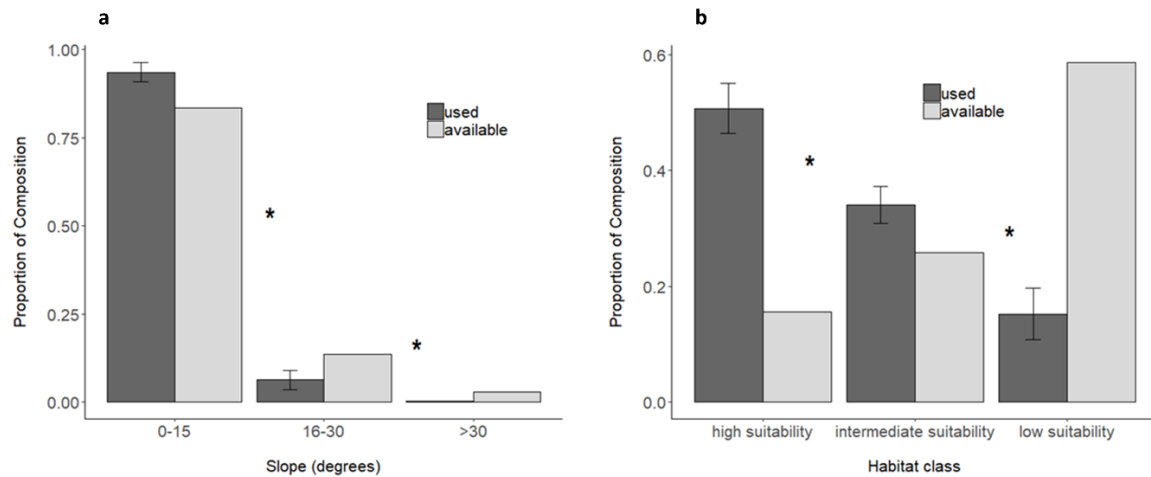 a
Proportion of Composition
1.00
0.75
0.50
0.25
0.00
used
available
*
*
0-15
16-30
>30
Slope (degrees)
b
Proportion of Composition
0.6
0.4
0.2
0.0
used
available
*
*
high suitability
intermediate suitability
low suitability
Habitat class